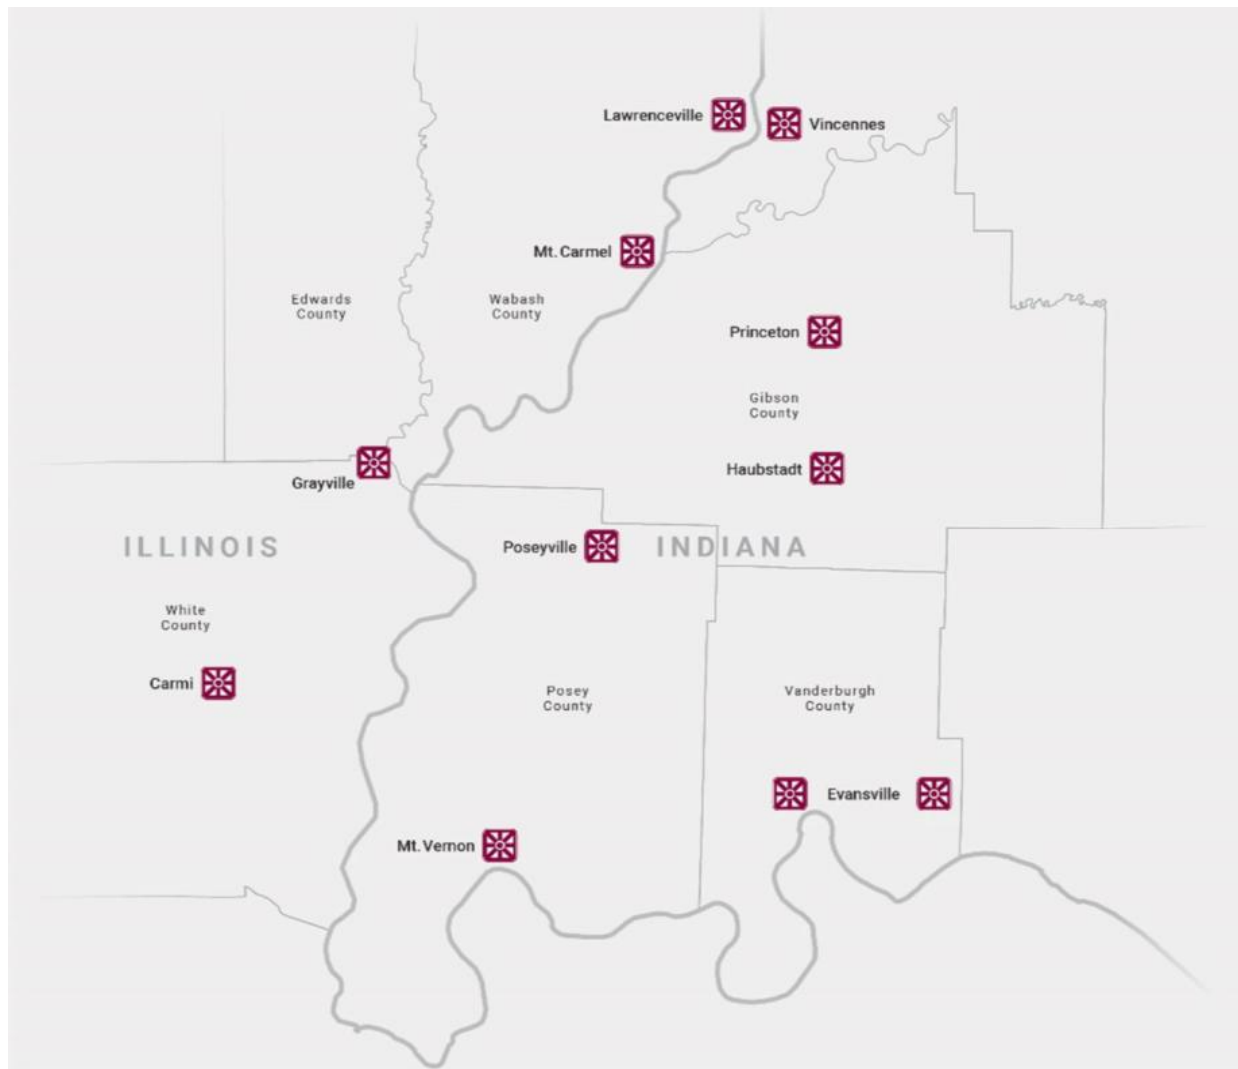 Lawrenceville
Vincennes
Mt. Carmel
Edwards
County
Wabash
County
Princeton
Gibson
County
Haubstadt
Grayville
ILLINOIS
Poseyville
INDIANA
White
County
Carmi
Posey
County
Vanderburgh
County
Evansville
Mt. Vernon